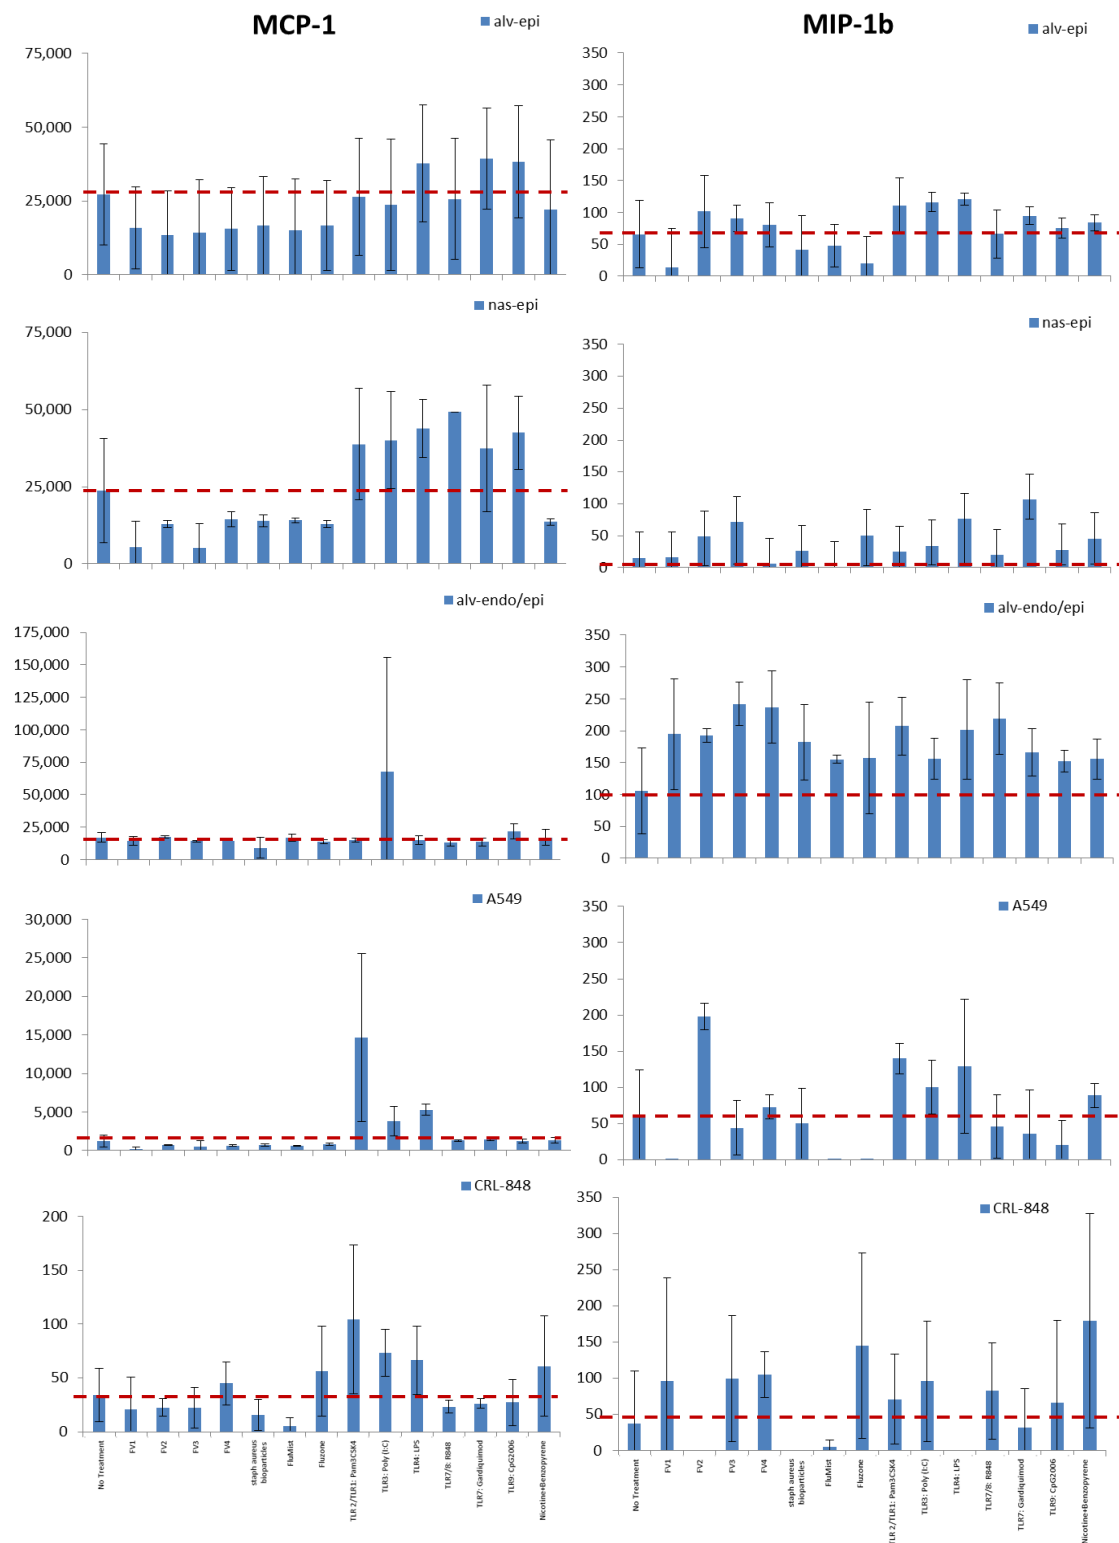 MCP-1
alv-epi
75,000
50,000
25,000
0
nas-epi
75,000
50,000
25,000
0
alv-endo/epi
175,000
150,000
125,000
100,000
75,000
50,000
25,000
0
A549
30,000
25,000
20,000
15,000
10,000
5,000
0
CRL-848
200
150
100
50
0
No Treatment
FV1
FV2
FV3
FV4
staph aureus
bioparticles
FluMist
Fluzone
TLR 2/TLR1: Pam3CSK4
TLR3: Poly (I:C)
TLR4: LPS
TLR7/8: R848
TLR7: Gardiquimod
TLR9: CpG2006
Nicotine+Benzopyrene
MIP-1b
alv-epi
350
300
250
200
150
100
50
0
nas-epi
350
300
250
200
150
100
50
0
alv-endo/epi
350
300
250
200
150
100
50
0
A549
350
300
250
200
150
100
50
0
CRL-848
350
300
250
200
150
100
50
0
No Treatment
FV1
FV2
FV3
FV4
staph aureus
bioparticles
FluMist
Fluzone
TLR 2/TLR1: Pam3CSK4
TLR3: Poly (I:C)
TLR4: LPS
TLR7/8: R848
TLR7: Gardiquimod
TLR9: CpG2006
Nicotine+Benzopyrene